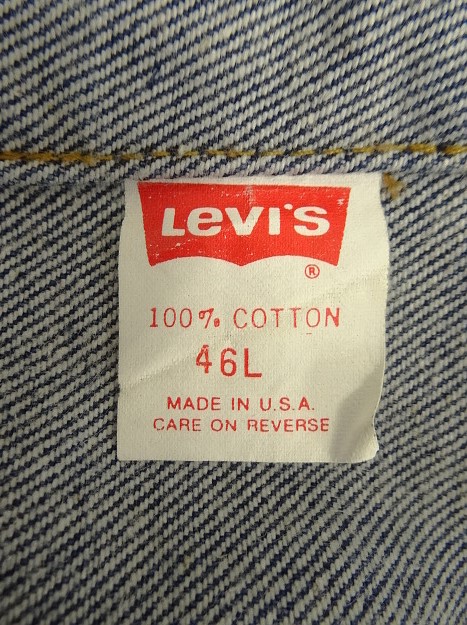 LeVI'S
®
100% COTTON
46L
MADE IN U.S.A.
CARE ON REVERSE